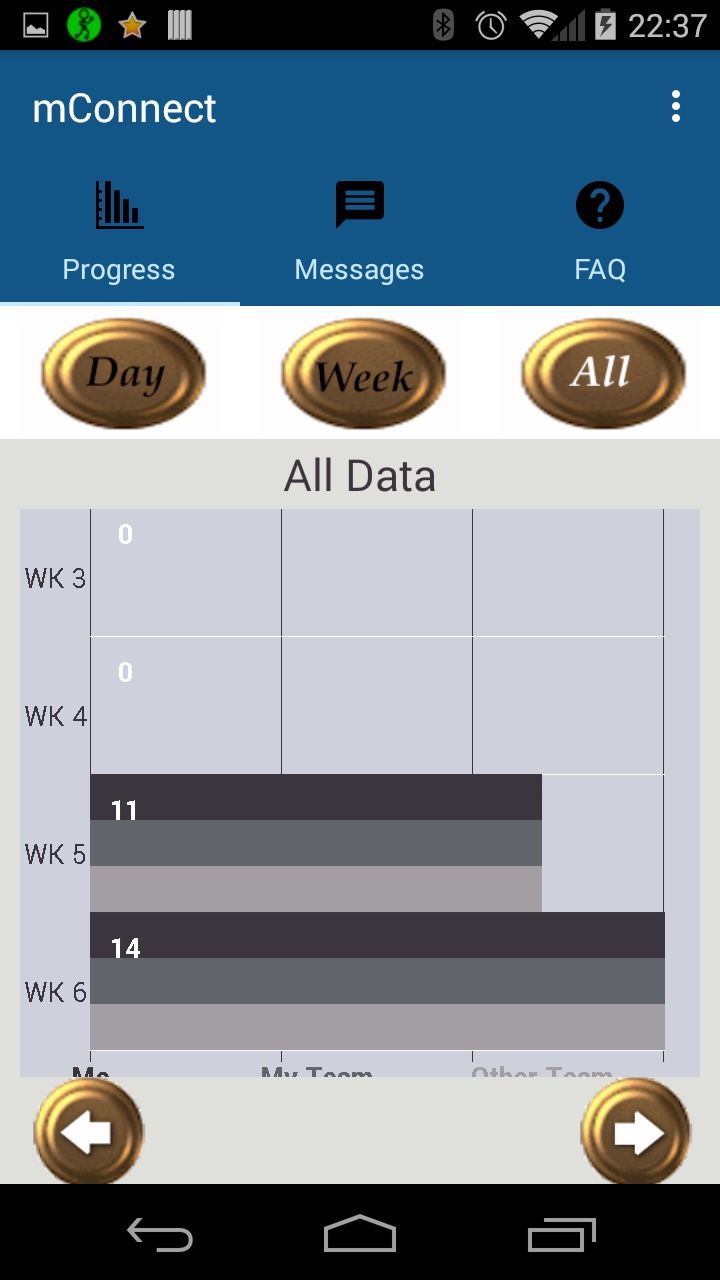 22:37
mConnect
Progress Messages FAQ
Day Week All
All Data
0
WK 3
0
WK 4
11
WK 5
14
WK 6
Me My Team Other Team